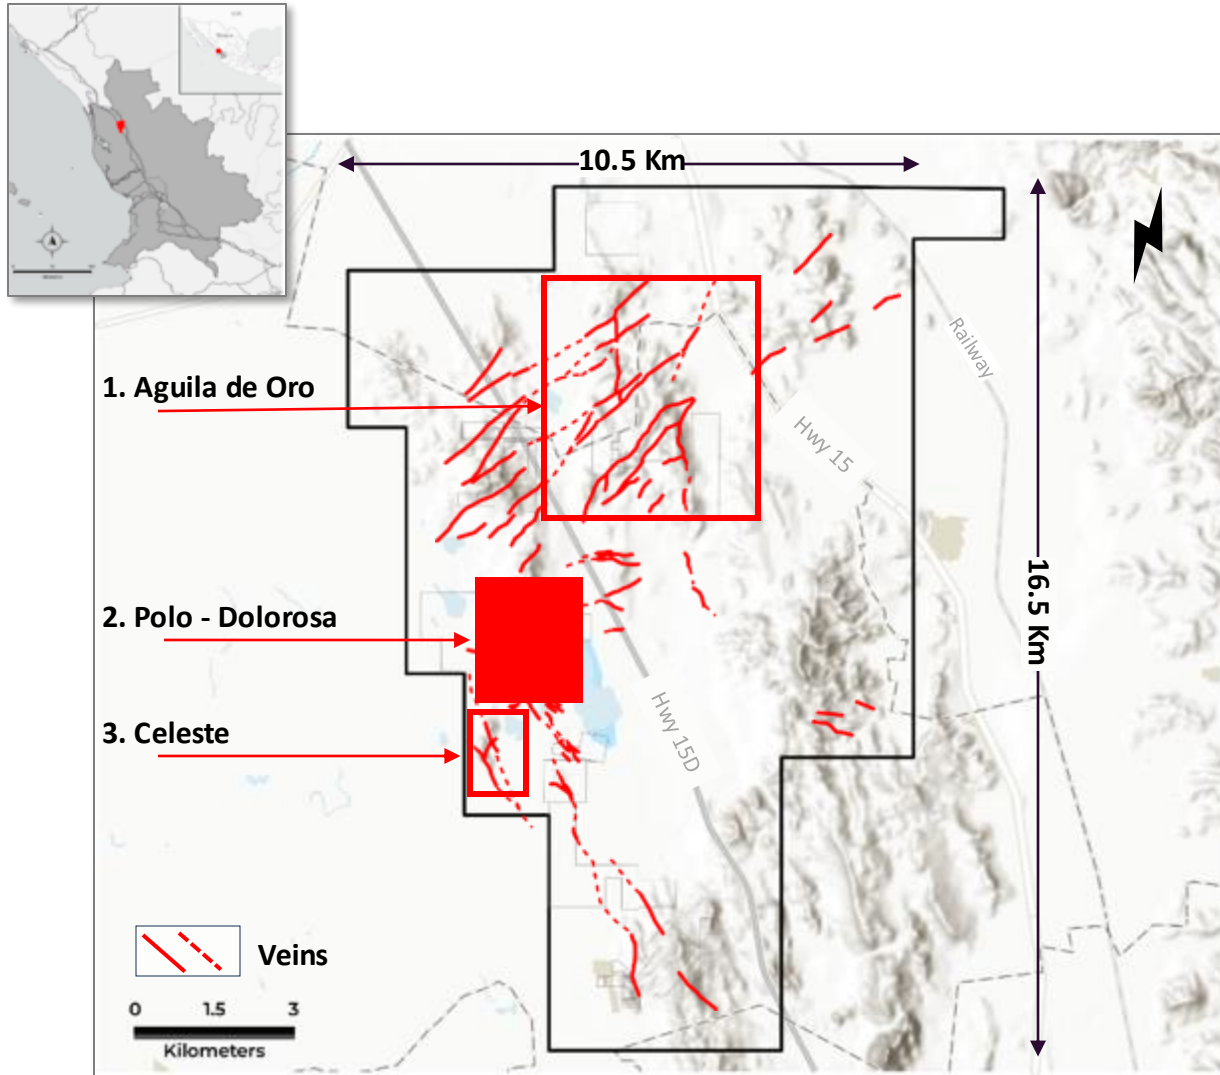 10.5 Km
1. Aguila de Oro
Railway
Hwy 15
16.5 Km
2. Polo - Dolorosa
Hwy 15D
3. Celeste
Veins
0 1.5 3
Kilometers